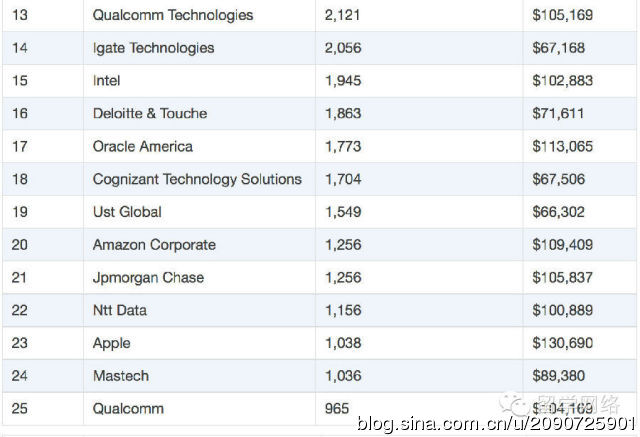 13 Qualcomm Technologies 2,121 $105,169
14 Igate Technologies 2,056 $67,168
15 Intel 1,945 $102,883
16 Deloitte & Touche 1,863 $71,611
17 Oracle America 1,773 $113,065
18 Cognizant Technology Solutions 1,704 $67,506
19 Ust Global 1,549 $66,302
20 Amazon Corporate 1,256 $109,409
21 Jpmorgan Chase 1,256 $105,837
22 Ntt Data 1,156 $100,889
23 Apple 1,038 $130,690
24 Mastech 1,036 $89,380
25 Qualcomm 965 $104,169
留学网络
blog.sina.com.cn/u/2090725901